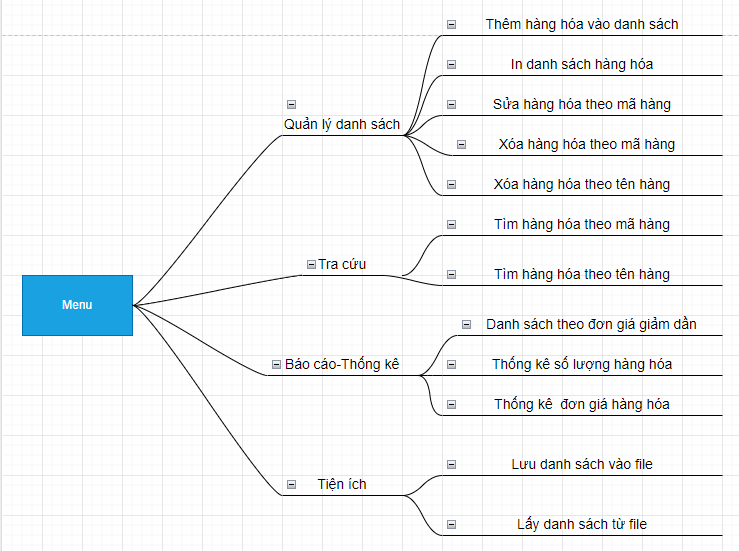 Menu
Quản lý danh sách
Thêm hàng hóa vào danh sách
In danh sách hàng hóa
Sửa hàng hóa theo mã hàng
Xóa hàng hóa theo mã hàng
Xóa hàng hóa theo tên hàng
Tra cứu
Tìm hàng hóa theo mã hàng
Tìm hàng hóa theo tên hàng
Báo cáo-Thống kê
Danh sách theo đơn giá giảm dần
Thống kê số lượng hàng hóa
Thống kê đơn giá hàng hóa
Tiện ích
Lưu danh sách vào file
Lấy danh sách từ file